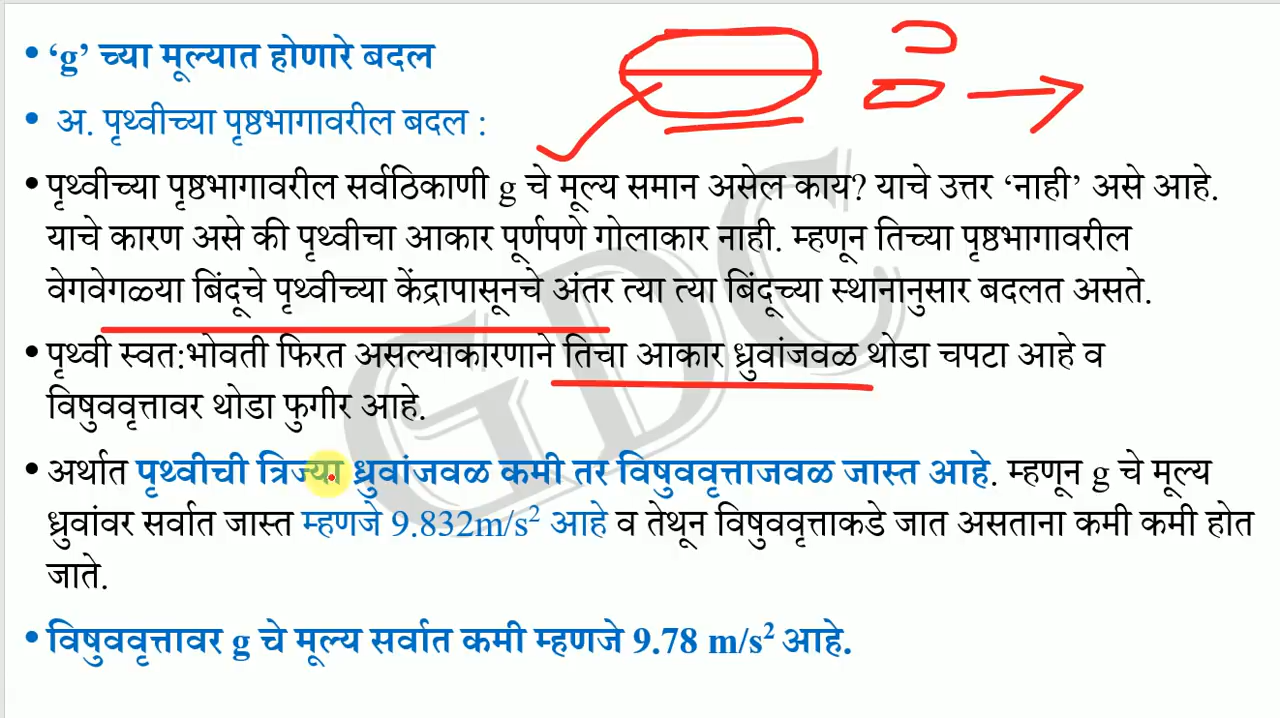 • ‘g’ च्या मूल्यात होणारे बदल
• अ. पृथ्वीच्या पृष्ठभागावरील बदल :
• पृथ्वीच्या पृष्ठभागावरील सर्वठिकाणी g चे मूल्य समान असेल काय? याचे उत्तर ‘नाही’ असे आहे.
याचे कारण असे की पृथ्वीचा आकार पूर्णपणे गोलाकार नाही. म्हणून तिच्या पृष्ठभागावरील
वेगवेगळ्या बिंदूचे पृथ्वीच्या केंद्रापासूनचे अंतर त्या त्या बिंदूच्या स्थानानुसार बदलत असते.
• पृथ्वी स्वत:भोवती फिरत असल्याकारणाने तिचा आकार ध्रुवांजवळ थोडा चपटा आहे व
विषुववृत्तावर थोडा फुगीर आहे.
• अर्थात पृथ्वीची त्रिज्या ध्रुवांजवळ कमी तर विषुववृत्ताजवळ जास्त आहे. म्हणून g चे मूल्य
ध्रुवांवर सर्वात जास्त म्हणजे 9.832m/s² आहे व तेथून विषुववृत्ताकडे जात असताना कमी कमी होत
जाते.
• विषुववृत्तावर g चे मूल्य सर्वात कमी म्हणजे 9.78 m/s² आहे.
GDC